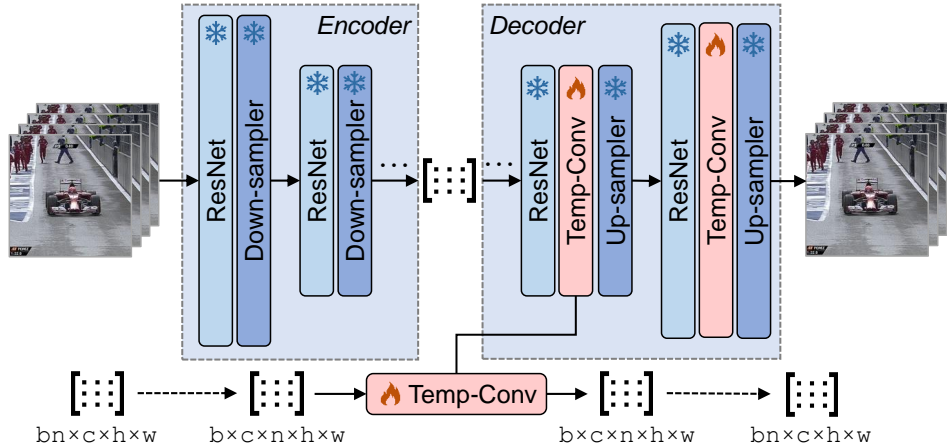 Encoder
Decoder
ResNet
Down-sampler
ResNet
Down-sampler
...
...
ResNet
Temp-Conv
Up-sampler
ResNet
Temp-Conv
Up-sampler
Temp-Conv
bn×c×h×w
b×c×n×h×w
b×c×n×h×w
bn×c×h×w